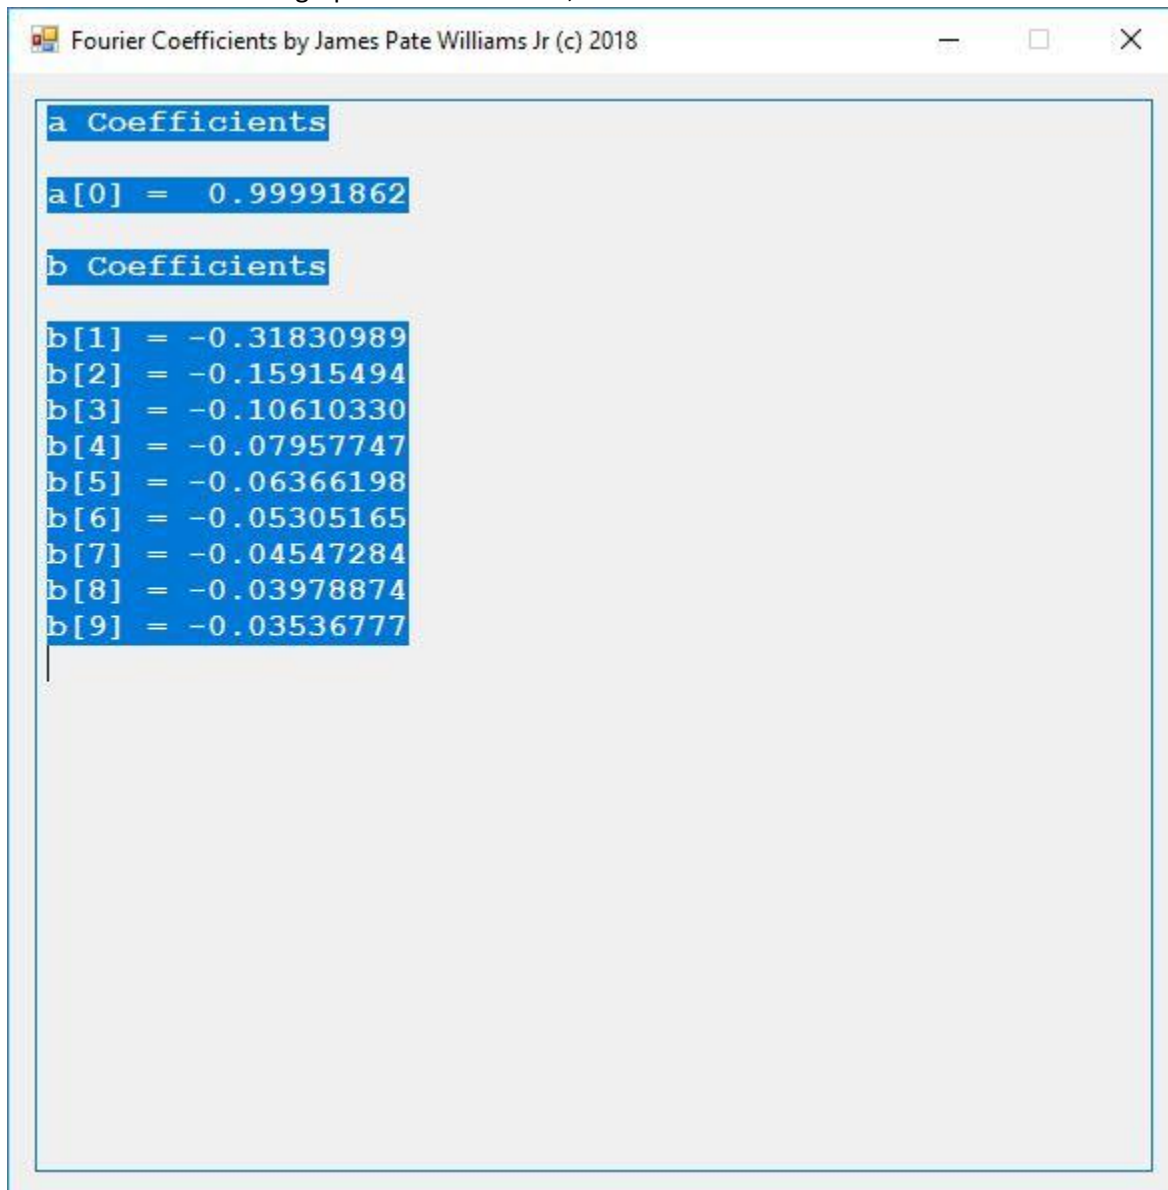 Fourier Coefficients by James Pate Williams Jr (c) 2018
a Coefficients
a[0] =  0.99991862
b Coefficients
b[1] = -0.31830989
b[2] = -0.15915494
b[3] = -0.10610330
b[4] = -0.07957747
b[5] = -0.06366198
b[6] = -0.05305165
b[7] = -0.04547284
b[8] = -0.03978874
b[9] = -0.03536777